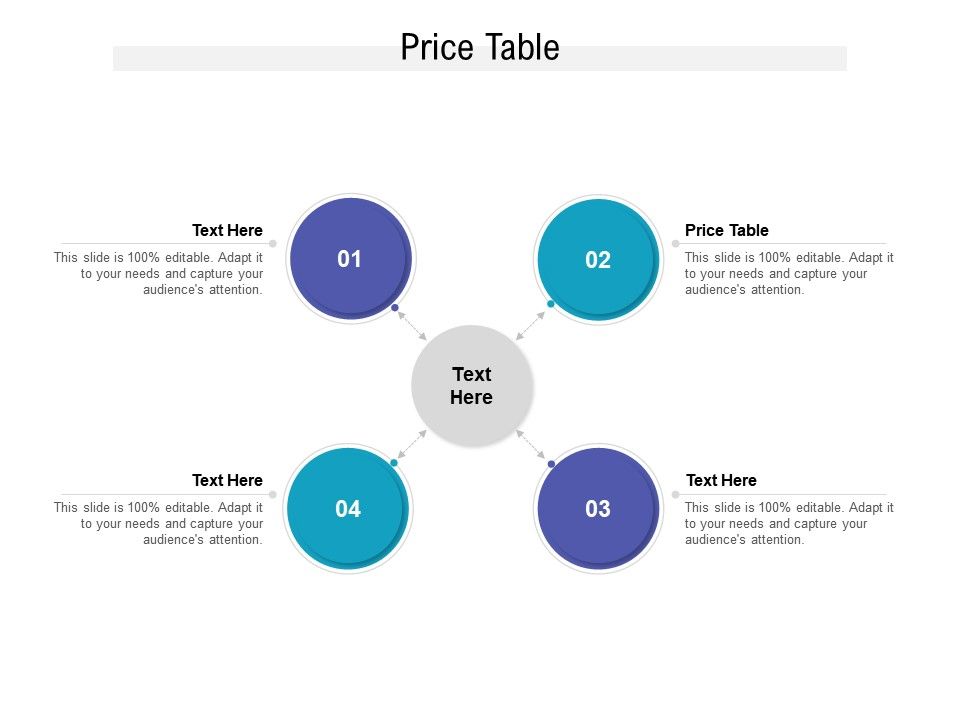 Price Table
Text Here
This slide is 100% editable. Adapt it
to your needs and capture your
audience's attention.
01
02
Price Table
This slide is 100% editable. Adapt it
to your needs and capture your
audience's attention.
Text
Here
Text Here
This slide is 100% editable. Adapt it
to your needs and capture your
audience's attention.
04
03
Text Here
This slide is 100% editable. Adapt it
to your needs and capture your
audience's attention.